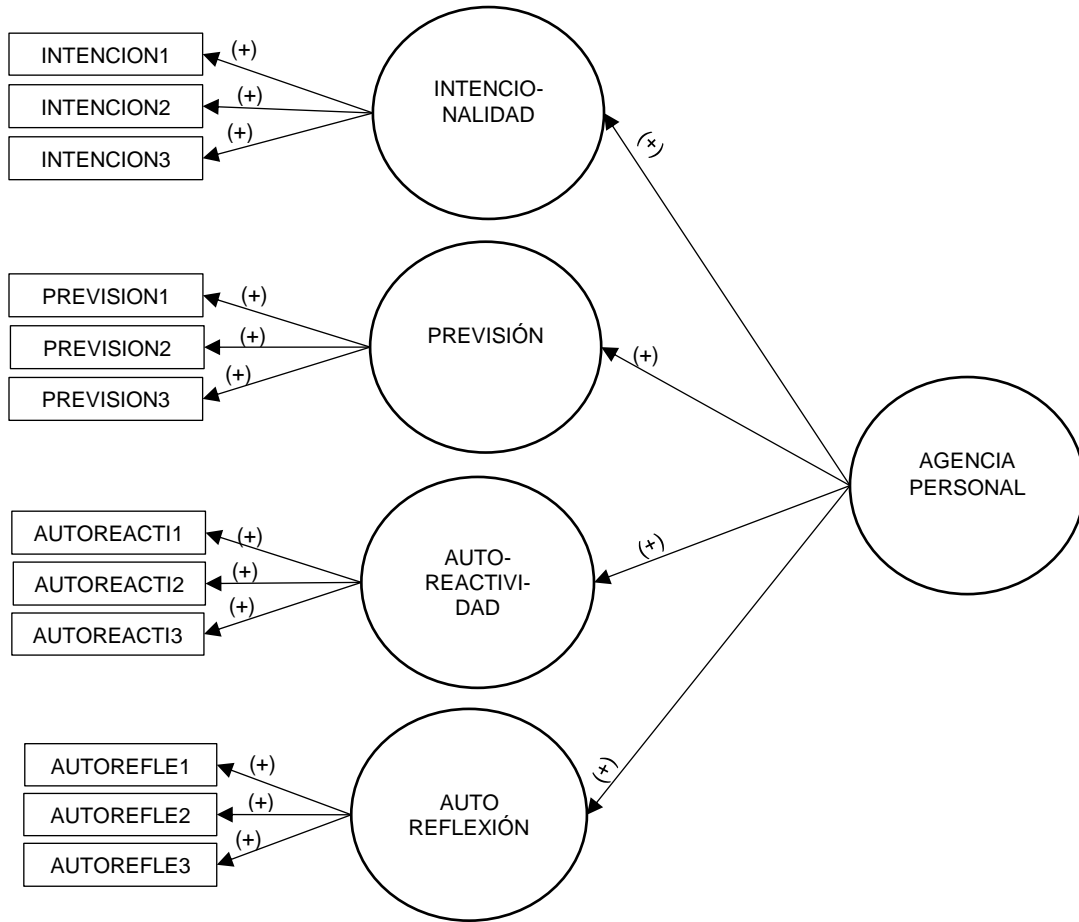 INTENCION1
(+)
INTENCION2
(+)
INTENCION3
(+)
INTENCIO-
NALIDAD
(+)
PREVISION1
(+)
PREVISION2
(+)
PREVISION3
(+)
PREVISIÓN
(+)
AGENCIA
PERSONAL
AUTOREACTI1
(+)
AUTOREACTI2
(+)
AUTOREACTI3
(+)
AUTO-
REACTIVI-
DAD
(+)
AUTOREFLE1
(+)
AUTOREFLE2
(+)
AUTOREFLE3
(+)
AUTO
REFLEXIÓN
(+)